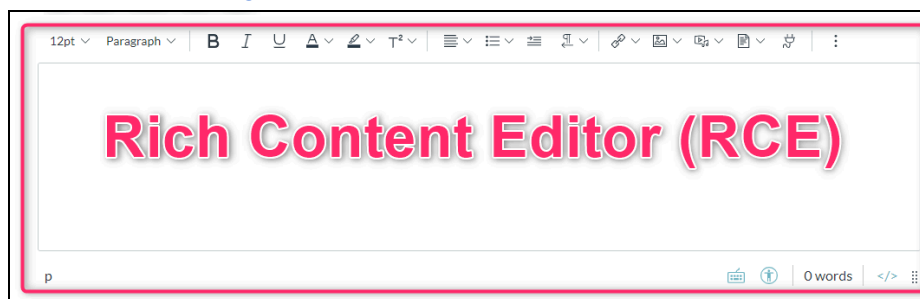 12pt Paragraph B I U A T²
Rich Content Editor (RCE)
p 0 words </>